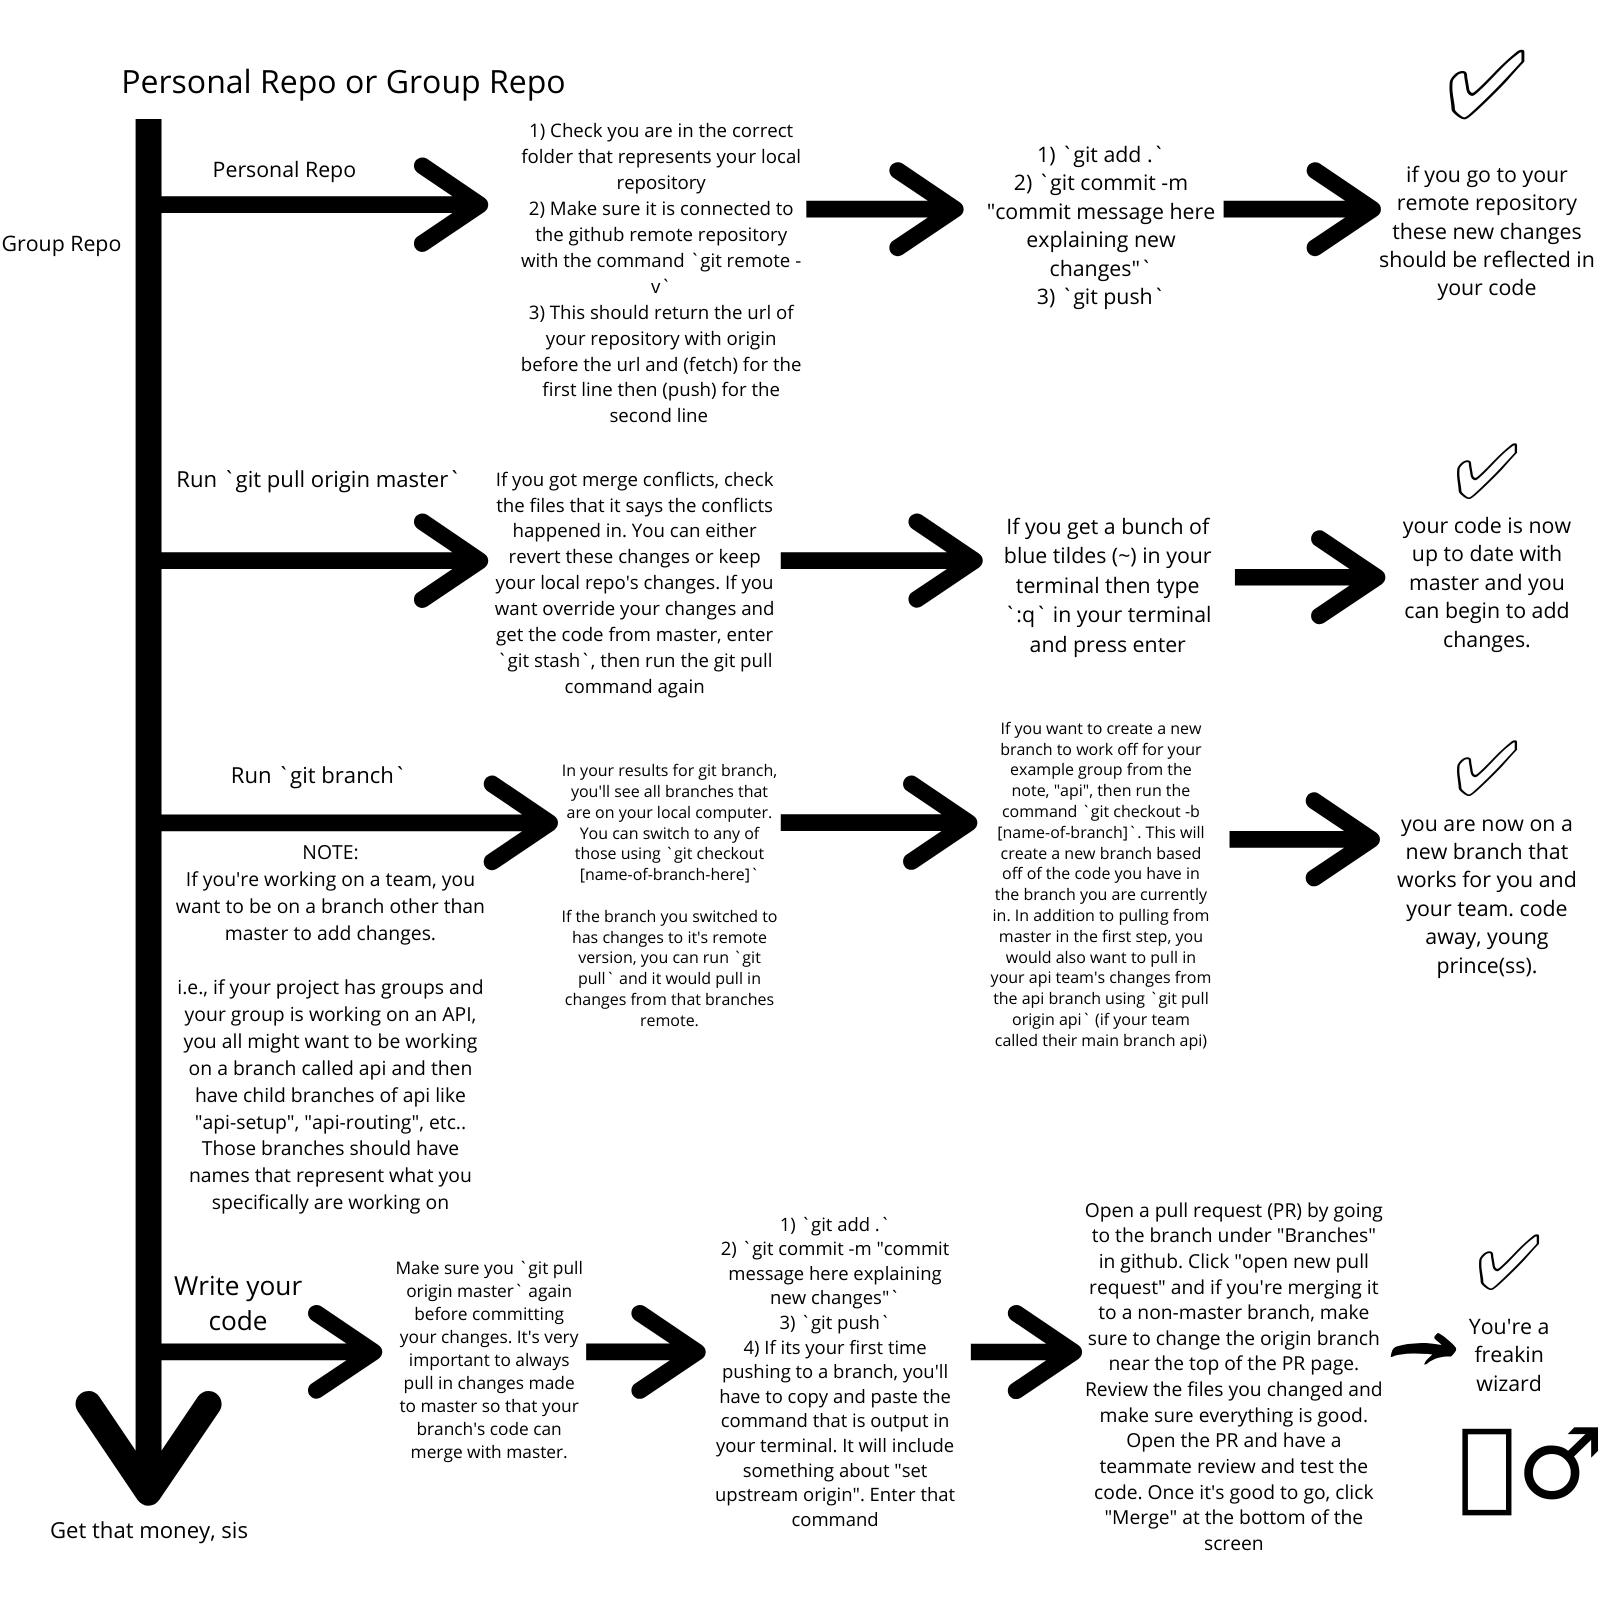 Personal Repo or Group Repo
Personal Repo
Group Repo
1) Check you are in the correct
folder that represents your local
repository
2) Make sure it is connected to
the github remote repository
with the command `git remote -
v`
3) This should return the url of
your repository with origin
before the url and (fetch) for the
first line then (push) for the
second line
1) `git add .`
2) `git commit -m
"commit message here
explaining new
changes"`
3) `git push`
if you go to your
remote repository
these new changes
should be reflected in
your code
Run `git pull origin master`
If you got merge conflicts, check
the files that it says the conflicts
happened in. You can either
revert these changes or keep
your local repo's changes. If you
want override your changes and
get the code from master, enter
`git stash`, then run the git pull
command again
If you get a bunch of
blue tildes (~) in your
terminal then type
`:q` in your terminal
and press enter
your code is now
up to date with
master and you
can begin to add
changes.
Run `git branch`
NOTE:
If you're working on a team, you
want to be on a branch other than
master to add changes.
i.e., if your project has groups and
your group is working on an API,
you all might want to be working
on a branch called api and then
have child branches of api like
"api-setup", "api-routing", etc..
Those branches should have
names that represent what you
specifically are working on
In your results for git branch,
you'll see all branches that
are on your local computer.
You can switch to any of
those using `git checkout
[name-of-branch-here]`
If the branch you switched to
has changes to it's remote
version, you can run `git
pull` and it would pull in
changes from that branches
remote.
If you want to create a new
branch to work off for your
example group from the
note, "api", then run the
command `git checkout -b
[name-of-branch]`. This will
create a new branch based
off of the code you have in
the branch you are currently
in. In addition to pulling from
master in the first step, you
would also want to pull in
your api team's changes from
the api branch using `git pull
origin api` (if your team
called their main branch api)
you are now on a
new branch that
works for you and
your team. code
away, young
prince(ss).
Write your
code
Make sure you `git pull
origin master` again
before committing
your changes. It's very
important to always
pull in changes made
to master so that your
branch's code can
merge with master.
1) `git add .`
2) `git commit -m "commit
message here explaining
new changes"`
3) `git push`
4) If its your first time
pushing to a branch, you'll
have to copy and paste the
command that is output in
your terminal. It will include
something about "set
upstream origin". Enter that
command
Open a pull request (PR) by going
to the branch under "Branches"
in github. Click "open new pull
request" and if you're merging it
to a non-master branch, make
sure to change the origin branch
near the top of the PR page.
Review the files you changed and
make sure everything is good.
Open the PR and have a
teammate review and test the
code. Once it's good to go, click
"Merge" at the bottom of the
screen
You're a
freakin
wizard
Get that money, sis